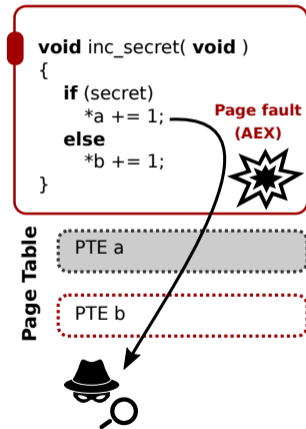 void inc_secret( void )
{
if (secret)
*a += 1;
else
*b += 1;
}
Page fault
(AEX)
Page Table
PTE a
PTE b